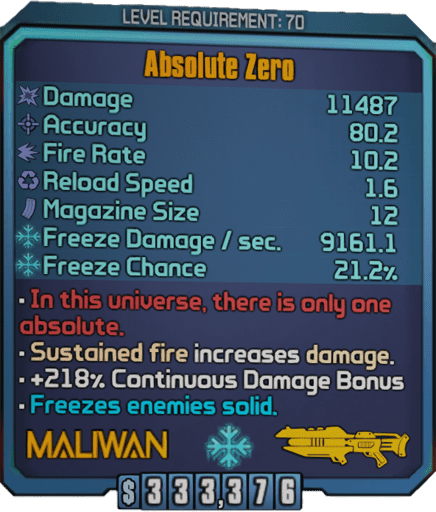 LEVEL REQUIREMENT: 70
Absolute Zero
Damage 11487
Accuracy 80.2
Fire Rate 10.2
Reload Speed 1.6
Magazine Size 12
Freeze Damage / sec. 9161.1
Freeze Chance 21.2%
• In this universe, there is only one
absolute.
• Sustained fire increases damage.
• +218% Continuous Damage Bonus
• Freezes enemies solid.
MALIWAN
$333,376